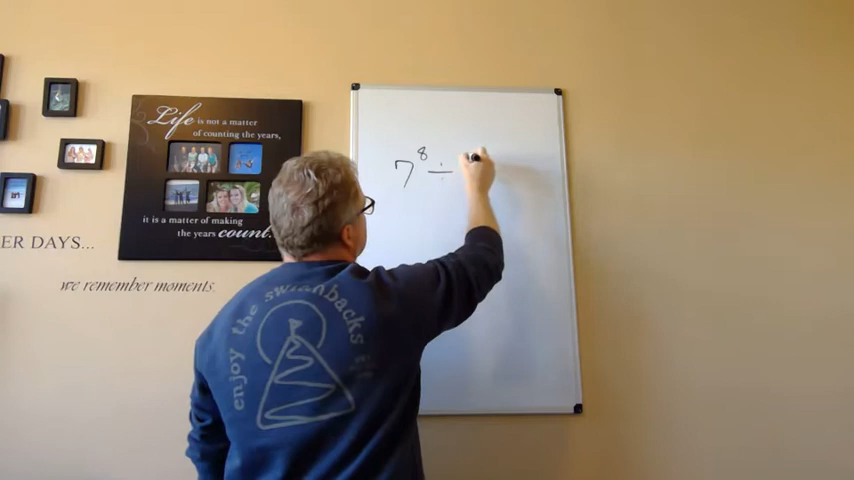 Life is not a matter
of counting the years,
it is a matter of making
the years count.
ER DAYS...
we remember moments.
7⁸ ÷
enjoy the switchbacks